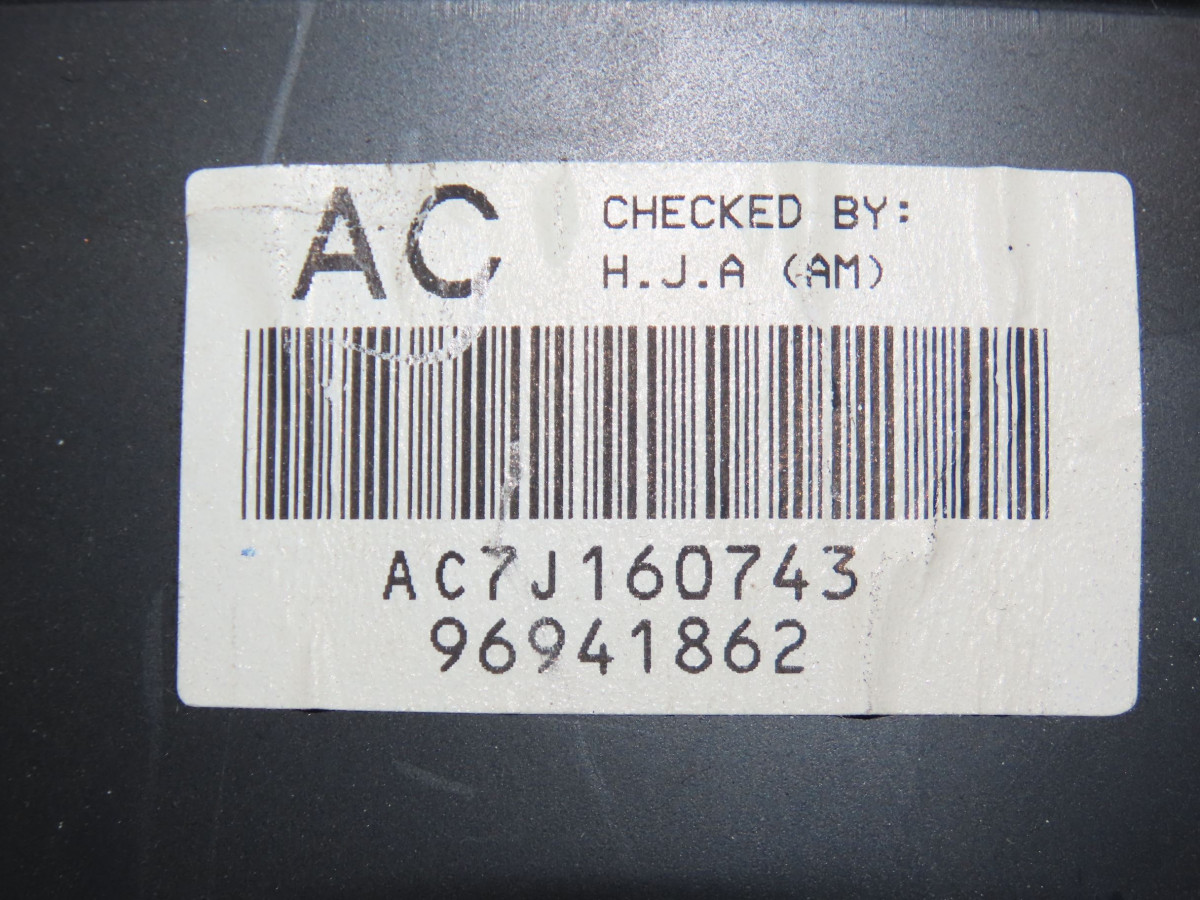 AC
CHECKED BY:
H.J.A (AM)
AC7J160743
96941862